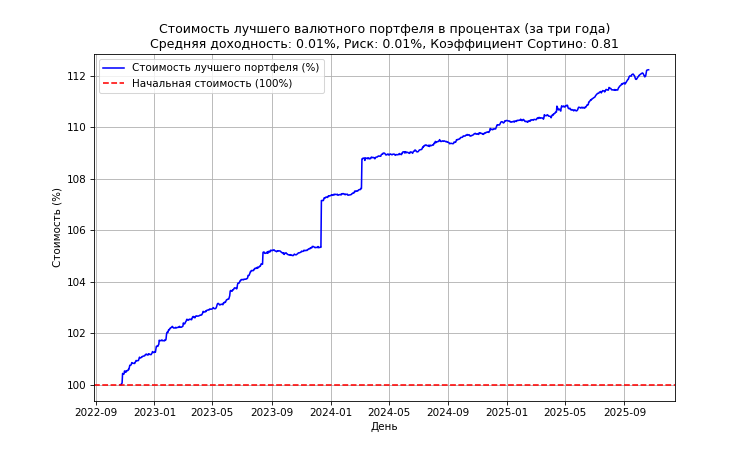 Стоимость лучшего валютного портфеля в процентах (за три года)
Средняя доходность: 0.01%, Риск: 0.01%, Коэффициент Сортино: 0.81
Стоимость лучшего портфеля (%)
Начальная стоимость (100%)
Стоимость (%)
112
110
108
106
104
102
100
2022-09 2023-01 2023-05 2023-09 2024-01 2024-05 2024-09 2025-01 2025-05 2025-09
День